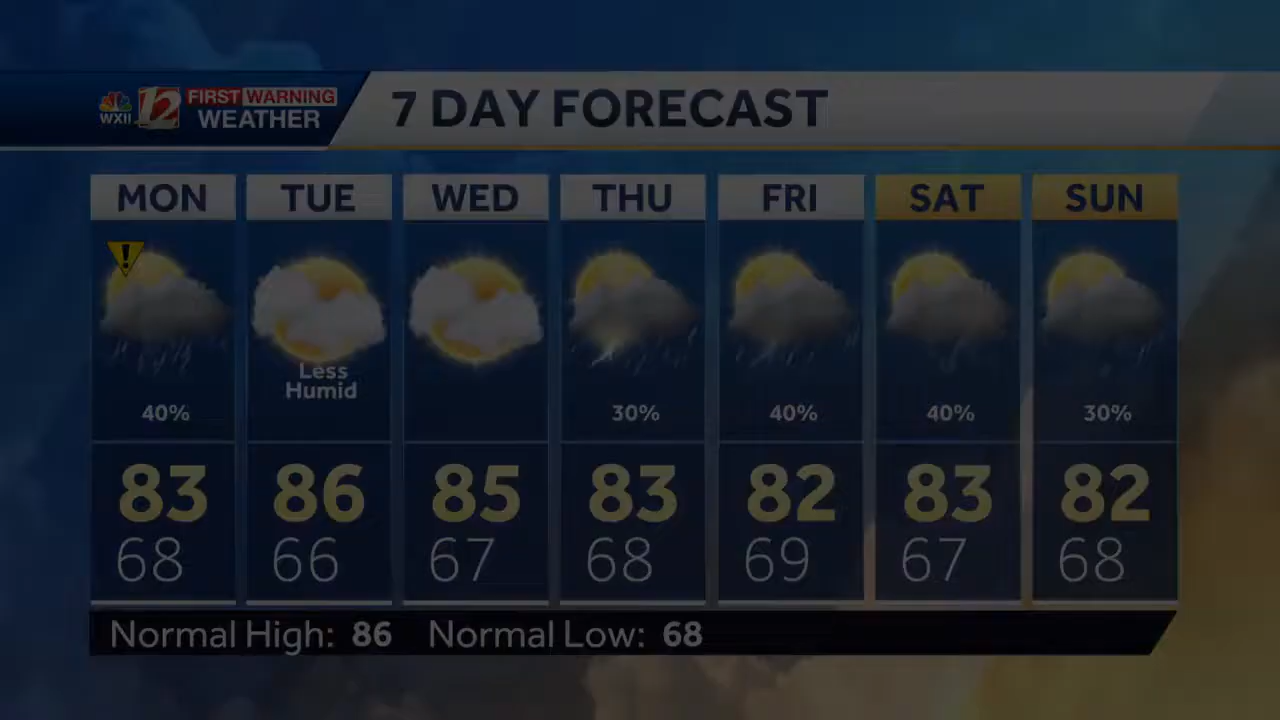 WXII 12 FIRST WARNING WEATHER
7 DAY FORECAST
MON TUE WED THU FRI SAT SUN
!
Less
Humid
40% 30% 40% 40% 30%
83 86 85 83 82 83 82
68 66 67 68 69 67 68
Normal High: 86 Normal Low: 68